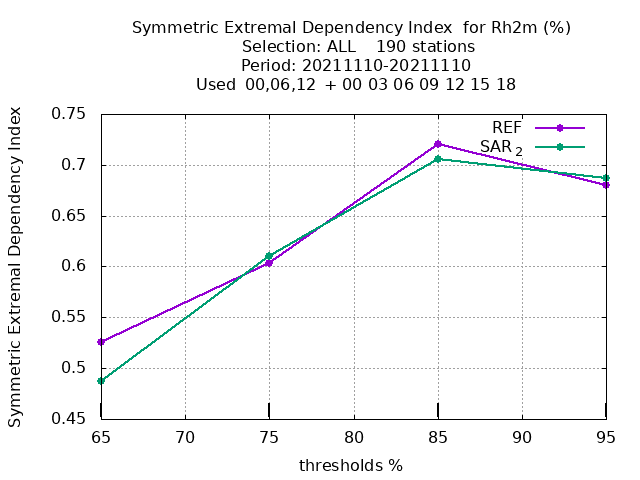 Symmetric Extremal Dependency Index  for Rh2m (%)
Selection: ALL    190 stations
Period: 20211110-20211110
Used  00,06,12  + 00 03 06 09 12 15 18
Symmetric Extremal Dependency Index
0.75
0.7
0.65
0.6
0.55
0.5
0.45
REF
SAR 2
65 70 75 80 85 90 95
thresholds %